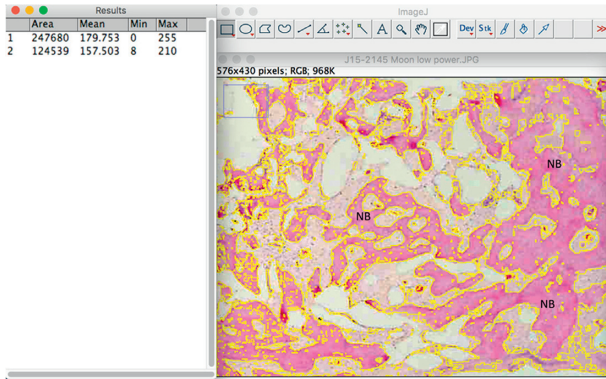 Results
Area Mean Min Max
1 247680 179.753 0 255
2 124539 157.503 8 210
ImageJ
A Dev Stk
J15-2145 Moon low power.JPG
576x430 pixels; RGB; 968K
NB
NB
NB